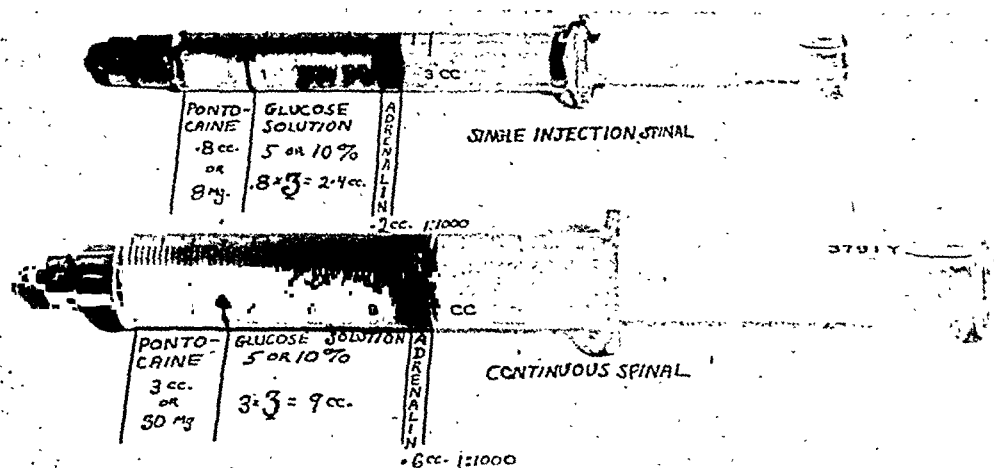 3 CC
PONTO-
CAINE
.8 cc.
OR
8 Mg.
GLUCOSE
SOLUTION
5 OR 10%
.8 × 3 = 2.4 cc.
ADRENALIN
.2 cc. 1:1000
SINGLE INJECTION SPINAL
CC
PONTO-
CAINE
3 cc.
OR
30 Mg
GLUCOSE SOLUTION
5 OR 10%
3 × 3 = 9 cc.
ADRENALIN
.6 cc. 1:1000
CONTINUOUS SPINAL